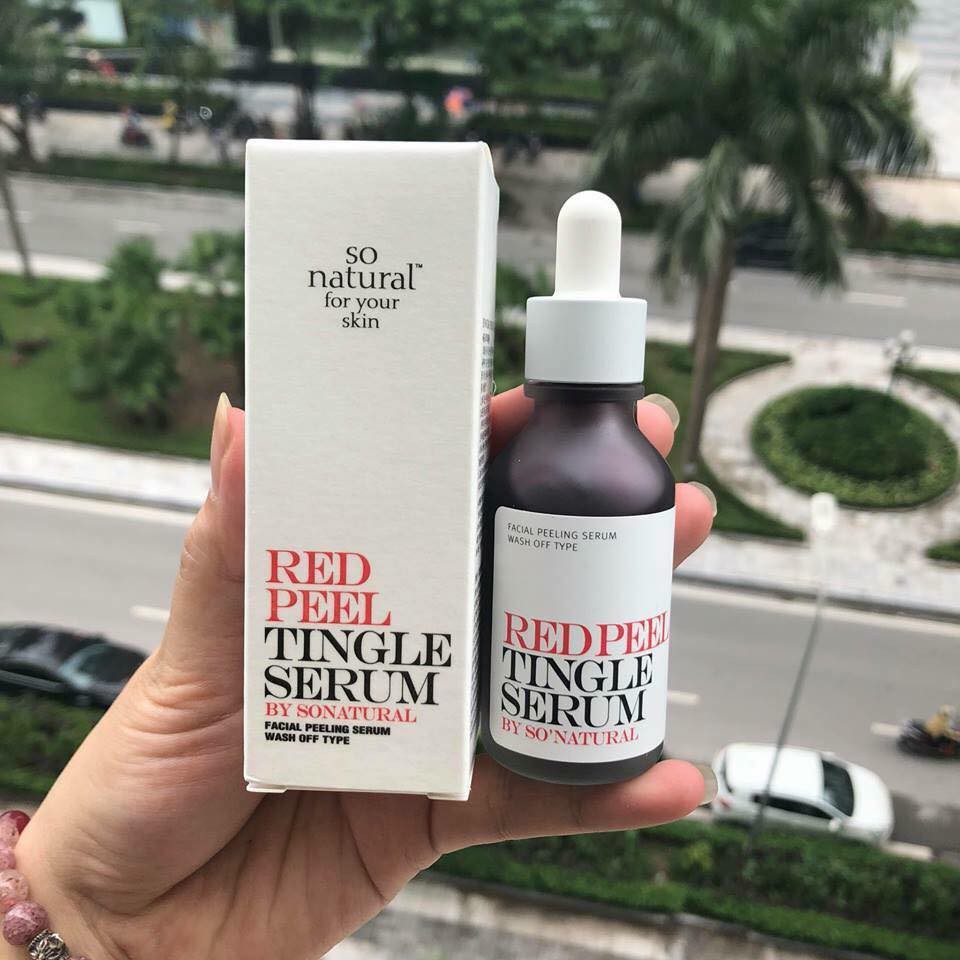 so
natural™
for your
skin
RED
PEEL
TINGLE
SERUM
BY SONATURAL
FACIAL PEELING SERUM
WASH OFF TYPE
FACIAL PEELING SERUM
WASH OFF TYPE
RED PEEL
TINGLE
SERUM
BY SO'NATURAL